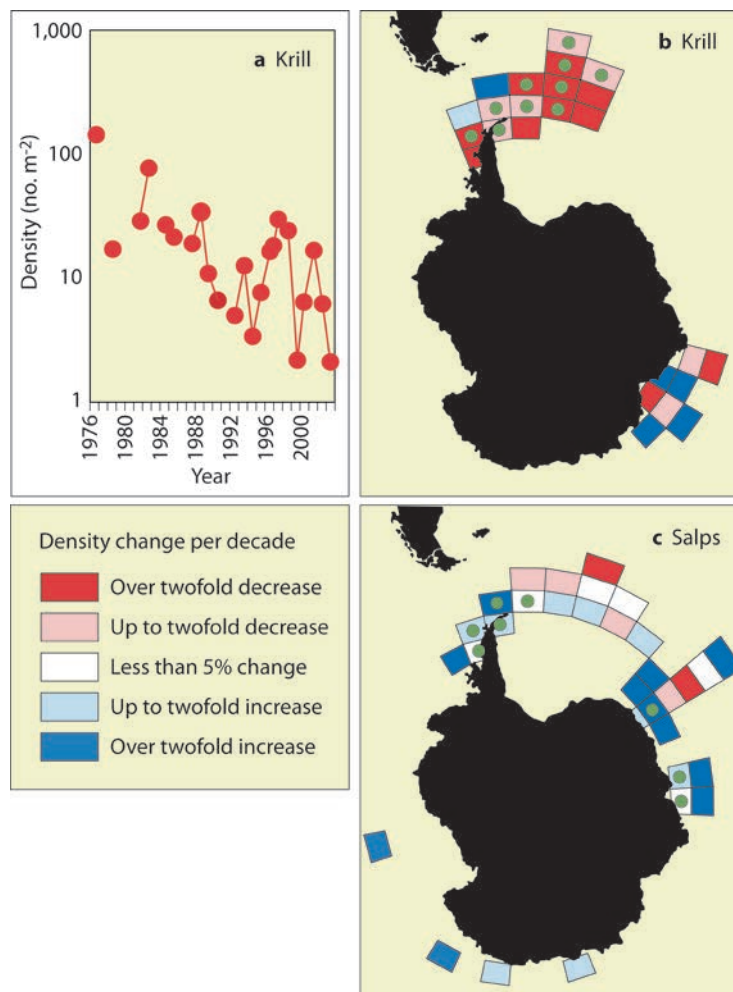 a Krill
1,000
100
10
1
Density (no. m-2)
1976
1980
1984
1988
1992
1996
2000
Year
b Krill
Density change per decade
Over twofold decrease
Up to twofold decrease
Less than 5% change
Up to twofold increase
Over twofold increase
c Salps